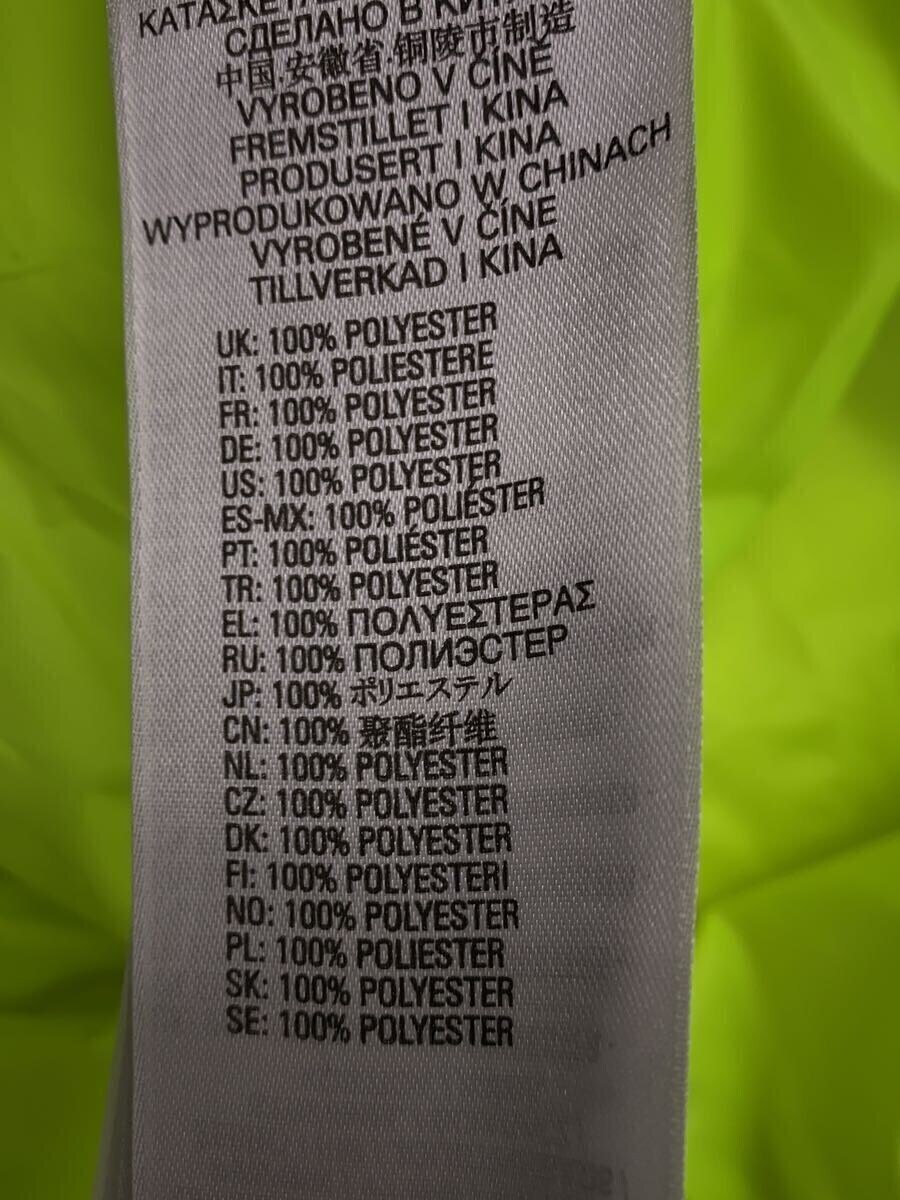 СДЕЛАНО В
中国.安徽省.铜陵市制造
VYROBENO V ČÍNĚ
FREMSTILLET I KINA
PRODUSERT I KINA
WYPRODUKOWANO W CHINACH
VYROBENÉ V ČÍNE
TILLVERKAD I KINA
UK: 100% POLYESTER
IT: 100% POLIESTERE
FR: 100% POLYESTER
DE: 100% POLYESTER
US: 100% POLYESTER
ES-MX: 100% POLIÉSTER
PT: 100% POLIÉSTER
TR: 100% POLYESTER
EL: 100% ΠΟΛΥΕΣΤΕΡΑΣ
RU: 100% ПОЛИЭСТЕР
JP: 100% ポリエステル
CN: 100% 聚酯纤维
NL: 100% POLYESTER
CZ: 100% POLYESTER
DK: 100% POLYESTER
FI: 100% POLYESTERI
NO: 100% POLYESTER
PL: 100% POLIESTER
SK: 100% POLYESTER
SE: 100% POLYESTER